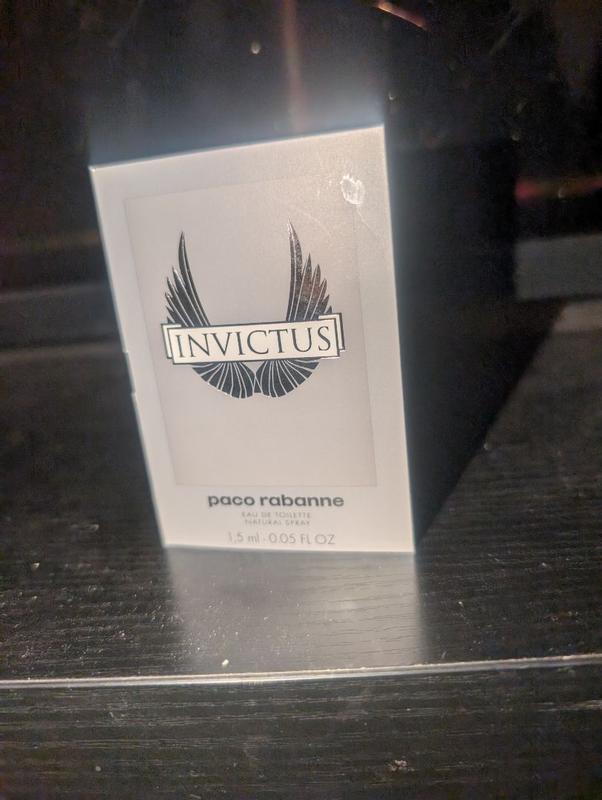 INVICTUS
paco rabanne
EAU DE TOILETTE
NATURAL SPRAY
1,5 ml - 0.05 FL OZ